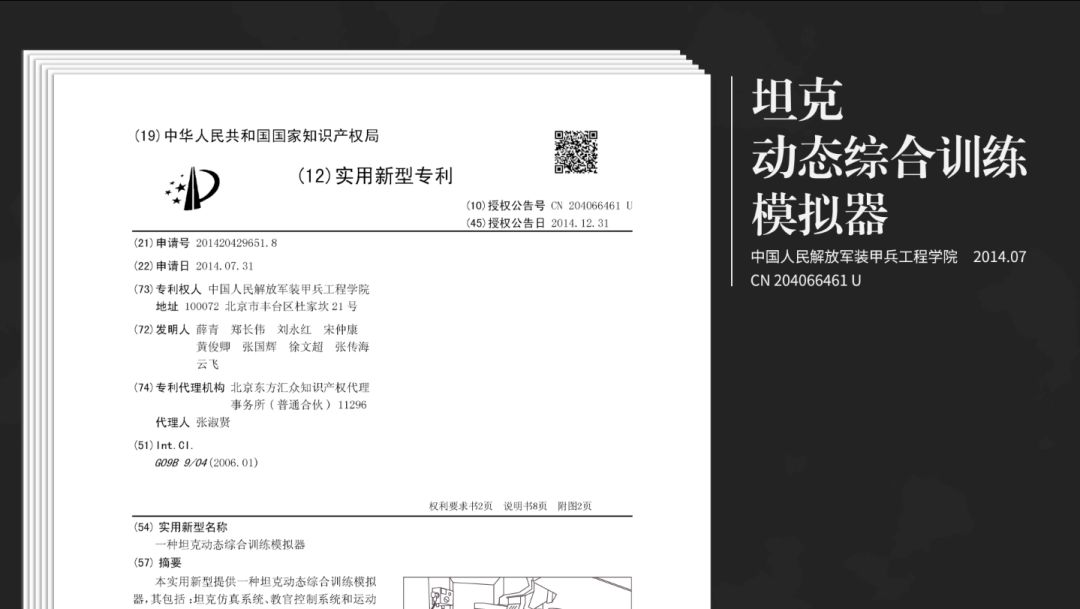 (19)中华人民共和国国家知识产权局
(12)实用新型专利
(10)授权公告号 CN 204066461 U
(45)授权公告日 2014.12.31
(21)申请号 201420429651.8
(22)申请日 2014.07.31
(73)专利权人 中国人民解放军装甲兵工程学院
地址 100072 北京市丰台区杜家坎21号
(72)发明人 薛青 郑长伟 刘永红 宋仲康
黄俊卿 张国辉 徐文超 张传海
云飞
(74)专利代理机构 北京东方汇众知识产权代理
事务所(普通合伙) 11296
代理人 张淑贤
(51)Int.Cl.
G09B 9/04(2006.01)
权利要求书2页 说明书8页 附图2页
(54)实用新型名称
一种坦克动态综合训练模拟器
(57)摘要
本实用新型提供一种坦克动态综合训练模拟
器,其包括:坦克仿真系统、教官控制系统和运动
坦克
动态综合训练
模拟器
中国人民解放军装甲兵工程学院 2014.07
CN 204066461 U